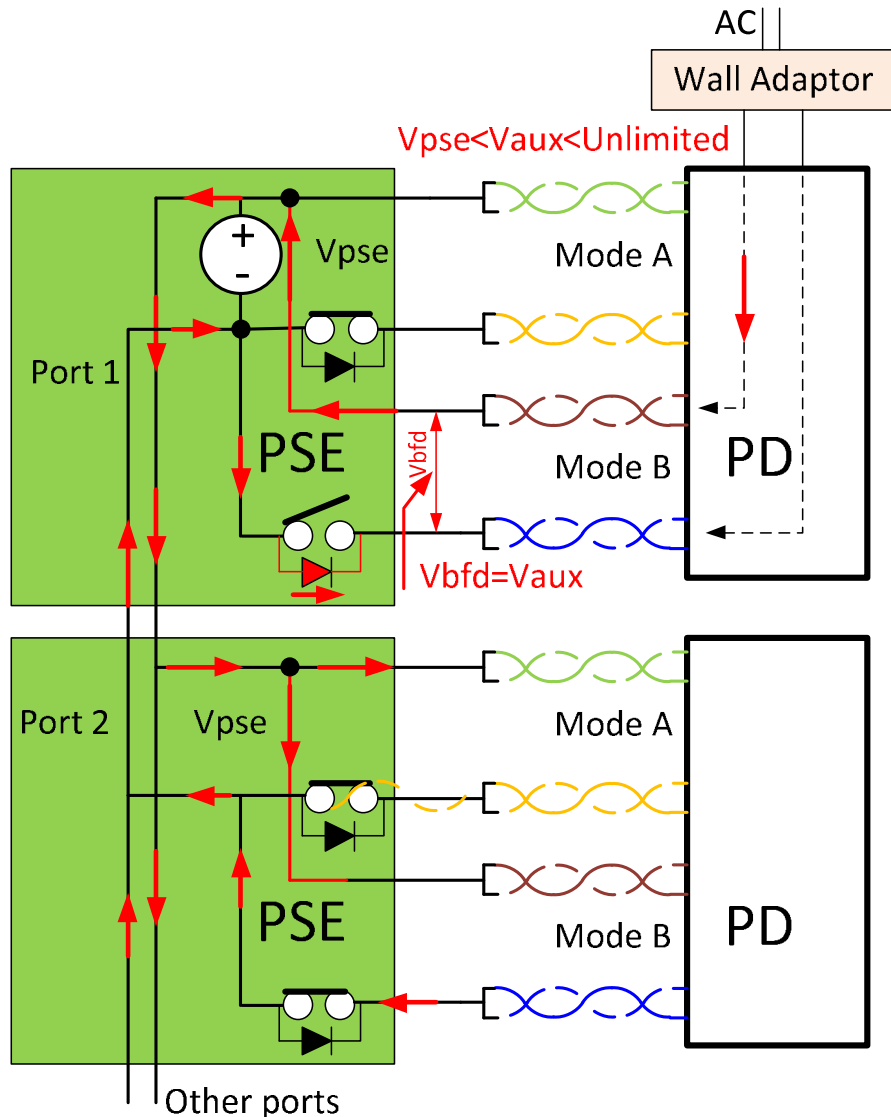 AC
Wall Adaptor
Vpse<Vaux<Unlimited
+
-
Vpse
Mode A
Port 1
PSE
Vbfd
Mode B
PD
Vbfd=Vaux
Port 2
Vpse
Mode A
PSE
Mode B
PD
Other ports